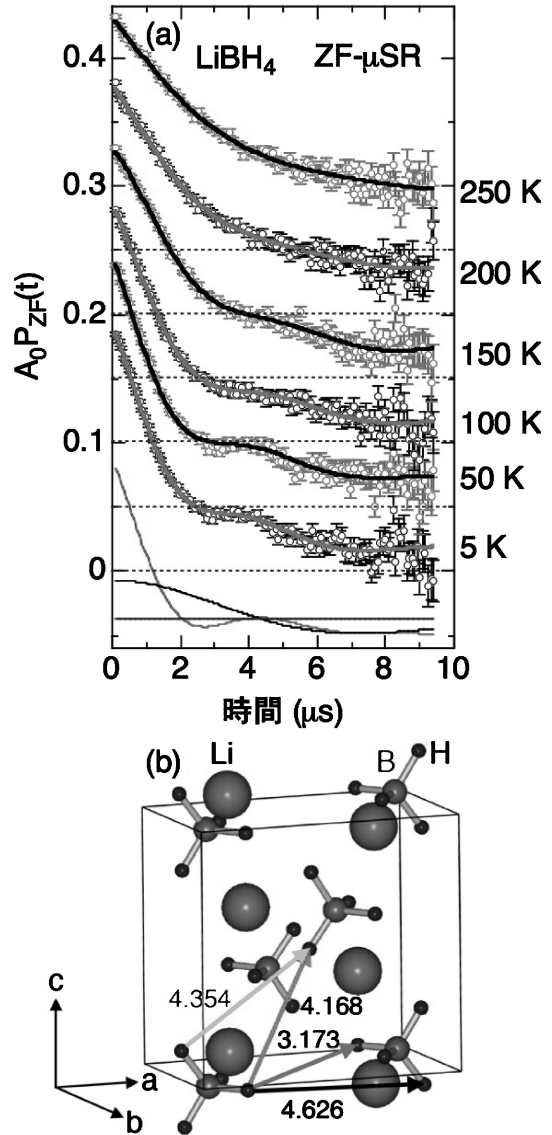 (a)
LiBH4 ZF-μSR
A0PZF(t)
0.4
0.3
0.2
0.1
0
250 K
200 K
150 K
100 K
50 K
5 K
0 2 4 6 8 10
時間 (μs)
(b) Li B H
4.354
4.168
3.173
4.626
c
a
b